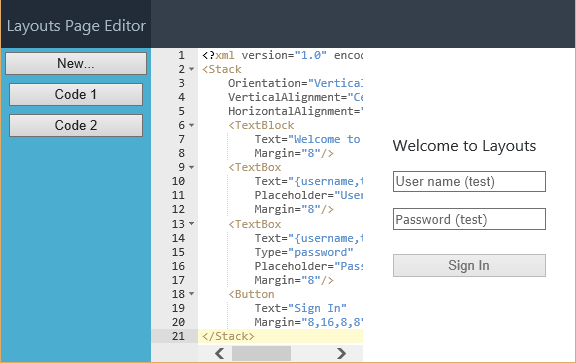 Layouts Page Editor
New...
Code 1
Code 2
1 <?xml version="1.0"
2 <Stack
3 Orientation="Vertical
4 VerticalAlignment="
5 HorizontalAlignment="
6 <TextBlock
7 Text="Welcome to
8 Margin="8"/>
9 <TextBox
10 Text="{username,
11 Placeholder="
12 Margin="8"/>
13 <TextBox
14 Text="{username,
15 Type="password"
16 Placeholder="
17 Margin="8"/>
18 <Button
19 Text="Sign In"
20 Margin="8,16,8,8"
21 </Stack>
Welcome to Layouts
User name (test)
Password (test)
Sign In